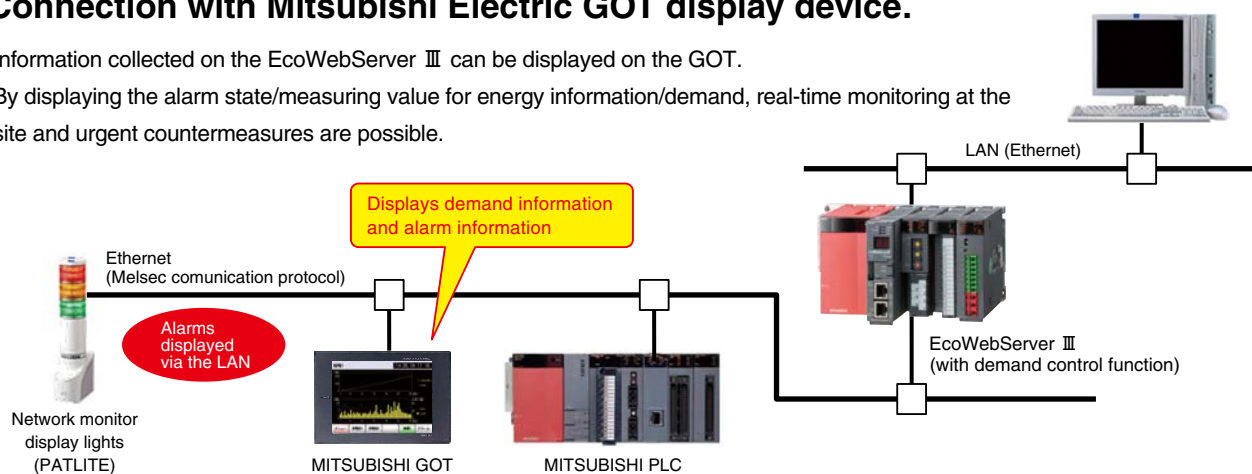 Connection with Mitsubishi Electric GOT display device.
Information collected on the EcoWebServer Ⅲ can be displayed on the GOT.
By displaying the alarm state/measuring value for energy information/demand, real-time monitoring at the
site and urgent countermeasures are possible.
LAN (Ethernet)
Displays demand information
and alarm information
Ethernet
(Melsec comunication protocol)
Alarms
displayed
via the LAN
EcoWebServer Ⅲ
(with demand control function)
Network monitor
display lights
(PATLITE)
MITSUBISHI GOT
MITSUBISHI PLC